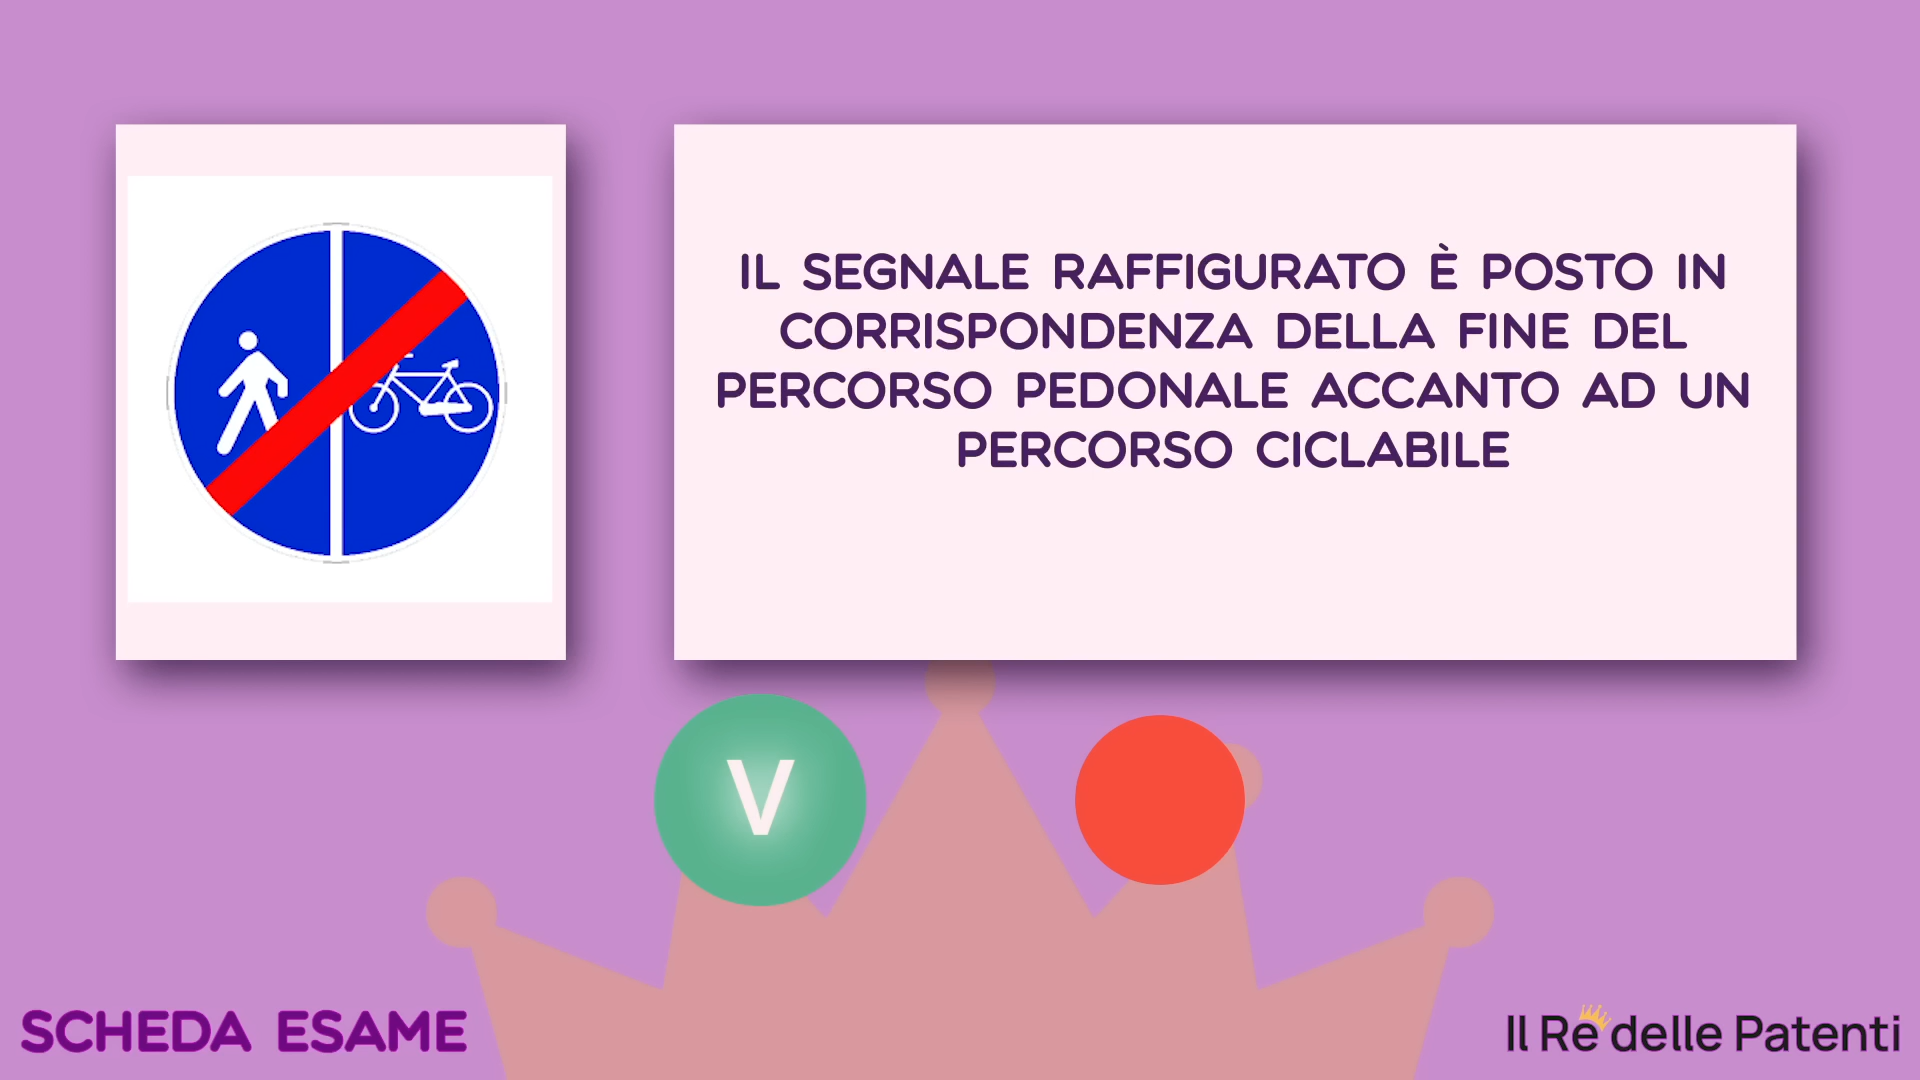 IL SEGNALE RAFFIGURATO È POSTO IN
CORRISPONDENZA DELLA FINE DEL
PERCORSO PEDONALE ACCANTO AD UN
PERCORSO CICLABILE
V
SCHEDA ESAME
Il Re delle Patenti